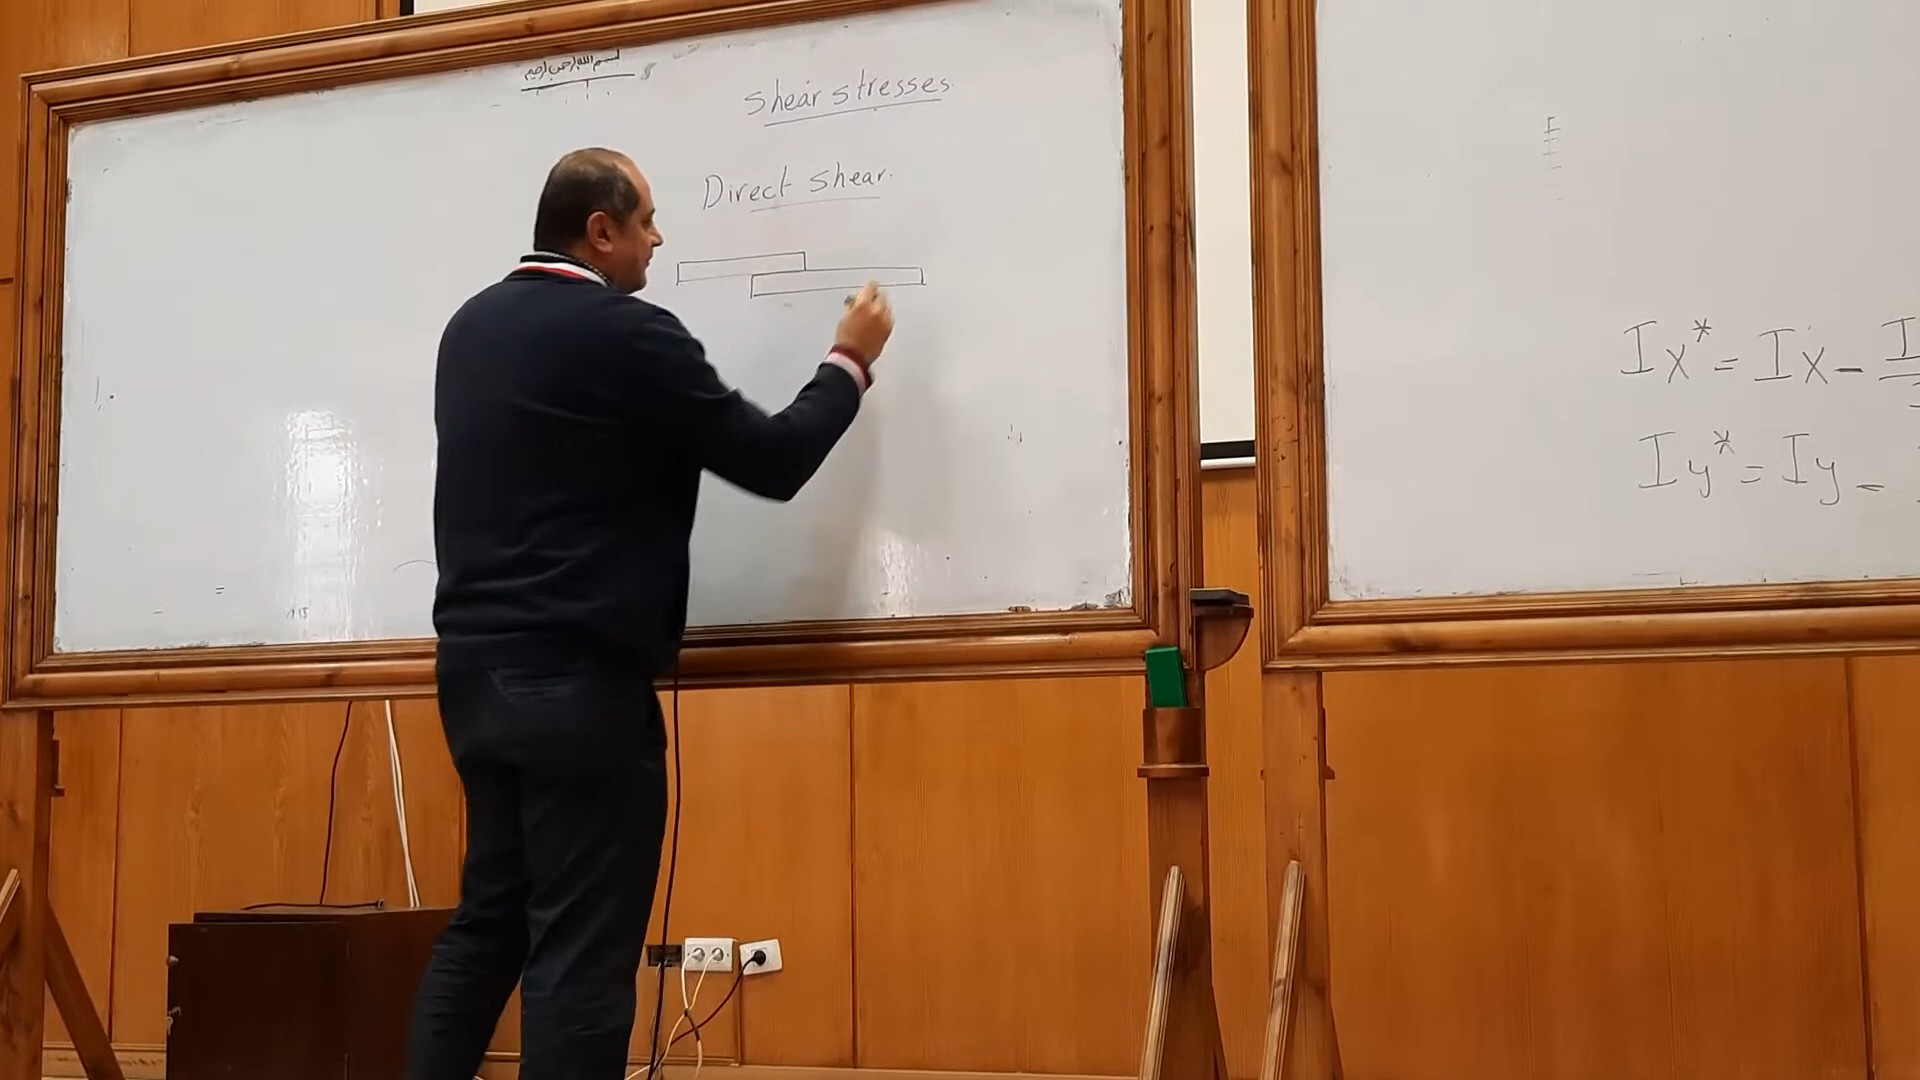 بسم الله الرحمن الرحيم
Shear stresses.
Direct shear.
Ix* = Ix - I
Iy* = Iy -